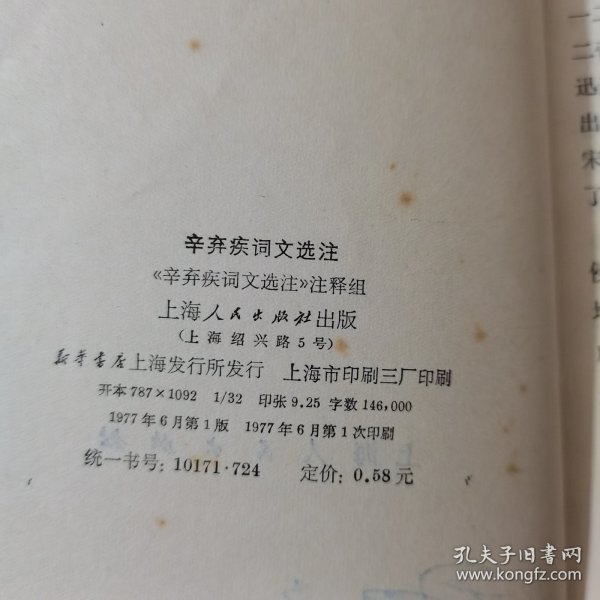 辛弃疾词文选注
《辛弃疾词文选注》注释组
上海人民出版社出版
(上海绍兴路5号)
新华书店上海发行所发行 上海市印刷三厂印刷
开本 787×1092 1/32 印张 9.25 字数 146,000
1977年6月第1版 1977年6月第1次印刷
统一书号: 10171·724 定价: 0.58元
二
迅
出
宋
了
孔夫子旧书网
www.kongfz.com